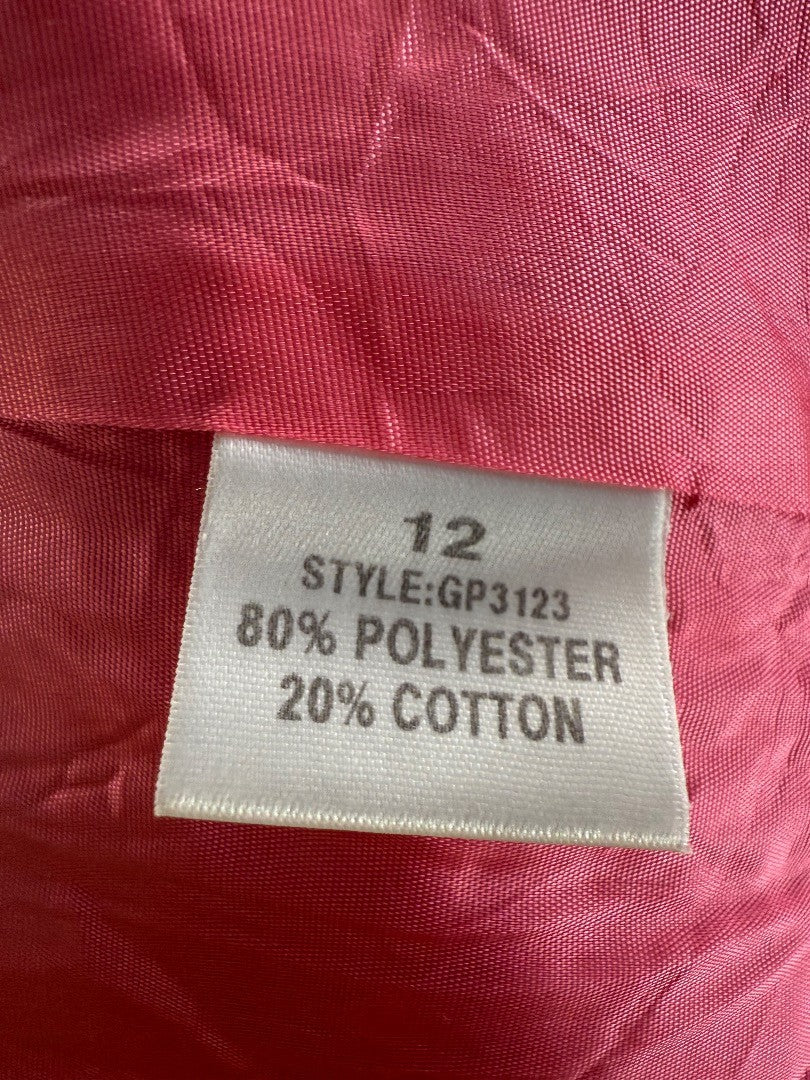 12
STYLE:GP3123
80% POLYESTER
20% COTTON